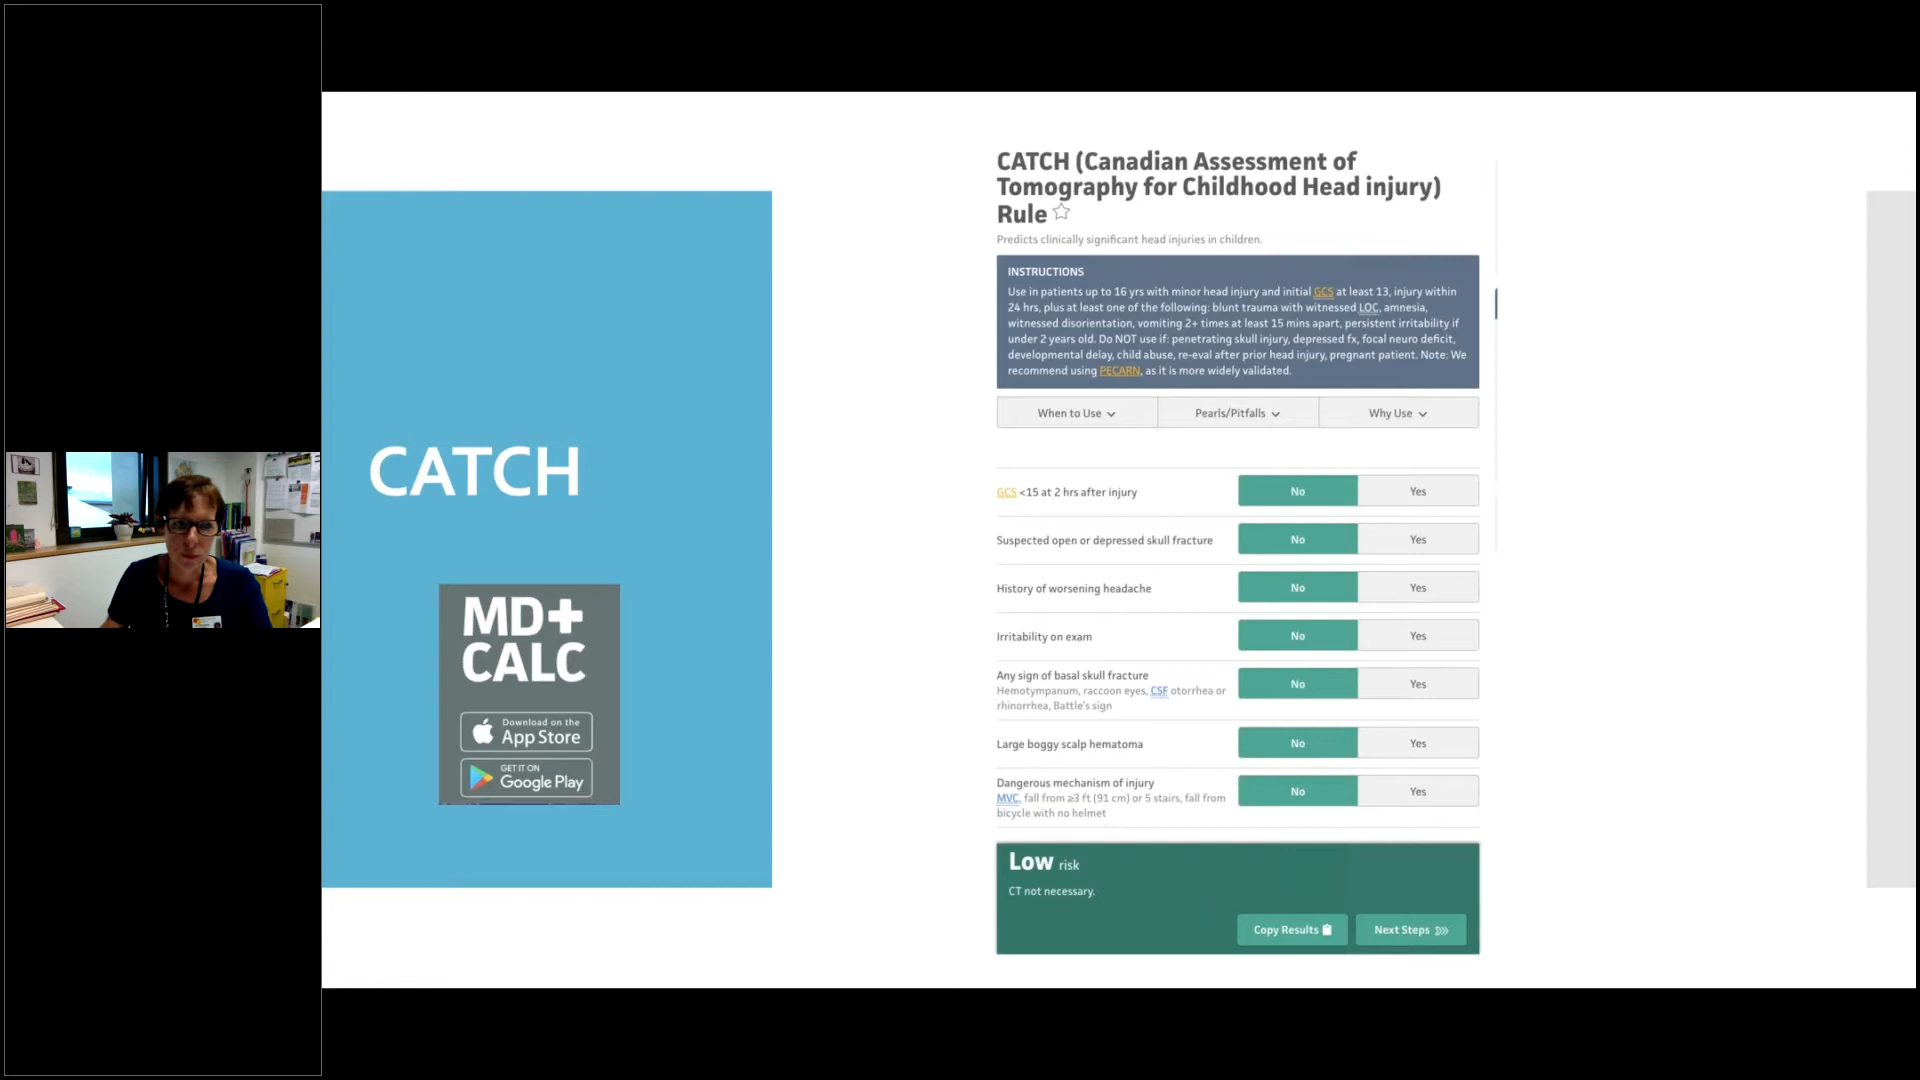 CATCH
MD+
CALC
Download on the
App Store
GET IT ON
Google Play
CATCH (Canadian Assessment of
Tomography for Childhood Head injury)
Rule
Predicts clinically significant head injuries in children.
INSTRUCTIONS
Use in patients up to 16 yrs with minor head injury and initial GCS at least 13, injury within
24 hrs, plus at least one of the following: blunt trauma with witnessed LOC, amnesia,
witnessed disorientation, vomiting 2+ times at least 15 mins apart, persistent irritability if
under 2 years old. Do NOT use if: penetrating skull injury, depressed fx, focal neuro deficit,
developmental delay, child abuse, re-eval after prior head injury, pregnant patient. Note: We
recommend using PECARN, as it is more widely validated.
When to Use Pearls/Pitfalls Why Use
GCS <15 at 2 hrs after injury No Yes
Suspected open or depressed skull fracture No Yes
History of worsening headache No Yes
Irritability on exam No Yes
Any sign of basal skull fracture
Hemotympanum, raccoon eyes, CSF otorrhea or
rhinorrhea, Battle's sign
No Yes
Large boggy scalp hematoma No Yes
Dangerous mechanism of injury
MVC, fall from ≥3 ft (91 cm) or 5 stairs, fall from
bicycle with no helmet
No Yes
Low risk
CT not necessary.
Copy Results Next Steps